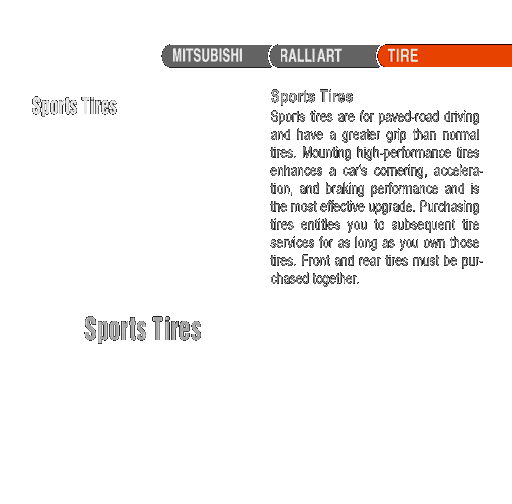 MITSUBISHI RALLIART TIRE
Sports Tires
Sports Tires
Sports tires are for paved-road driving
and have a greater grip than normal
tires. Mounting high-performance tires
enhances a car's cornering, accelera-
tion, and braking performance and is
the most effective upgrade. Purchasing
tires entitles you to subsequent tire
services for as long as you own those
tires. Front and rear tires must be pur-
chased together.
Sports Tires